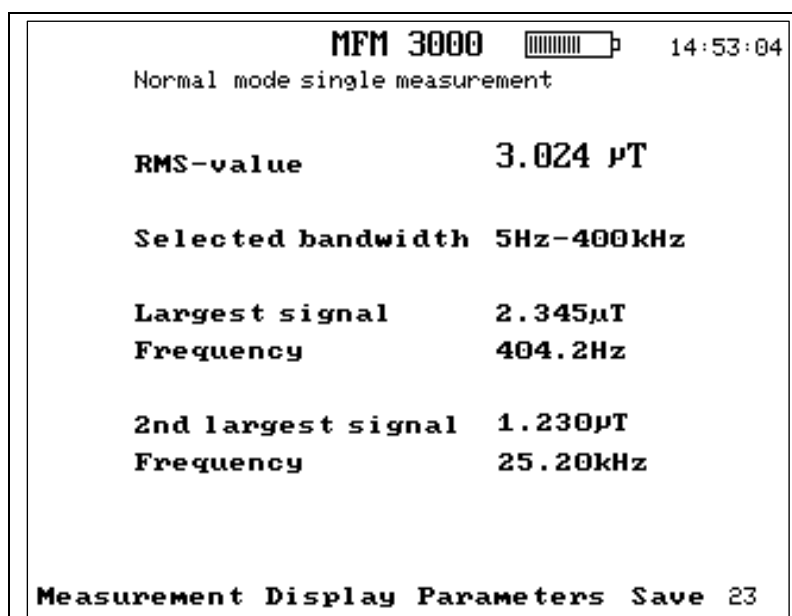 MFM 3000 14:53:04
Normal mode single measurement
RMS-value 3.024 µT
Selected bandwidth 5Hz-400kHz
Largest signal 2.345µT
Frequency 404.2Hz
2nd largest signal 1.230µT
Frequency 25.20kHz
Measurement Display Parameters Save 23